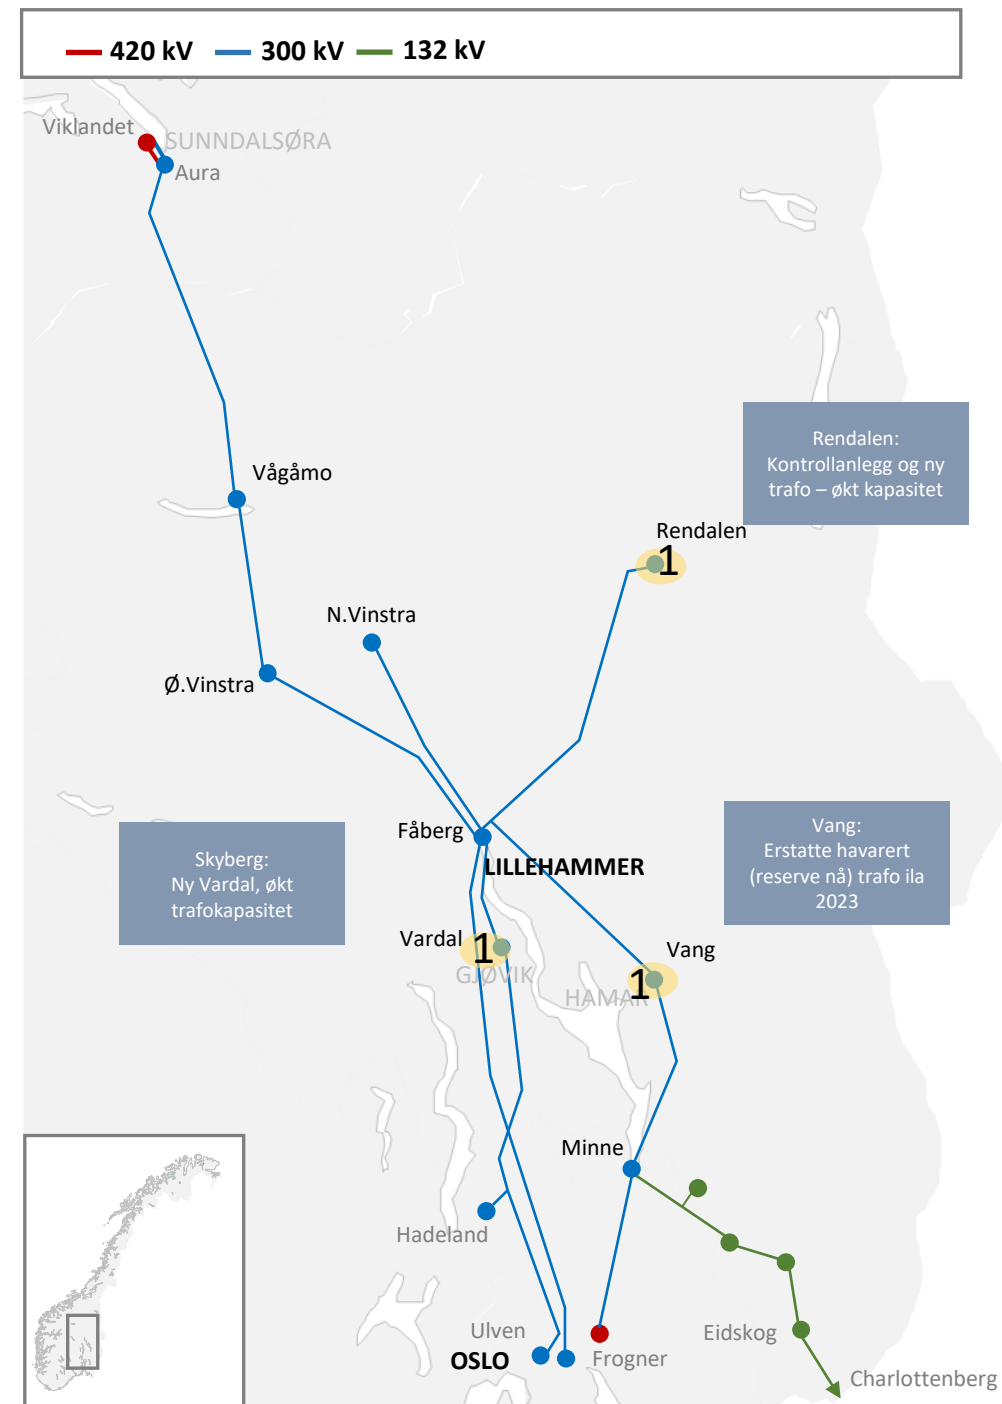 420 kV 300 kV 132 kV
Viklandet
SUNNDALSØRA
Aura
Rendalen:
Kontrollanlegg og ny
trafo – økt kapasitet
Vågåmo
Rendalen
1
N.Vinstra
Ø.Vinstra
Fåberg
LILLEHAMMER
Skyberg:
Ny Vardal, økt
trafokapasitet
Vang:
Erstatte havarert
(reserve nå) trafo ila
2023
Vardal
1
GJØVIK
Vang
1
HAMAR
Minne
Hadeland
Ulven
OSLO
Frogner
Eidskog
Charlottenberg